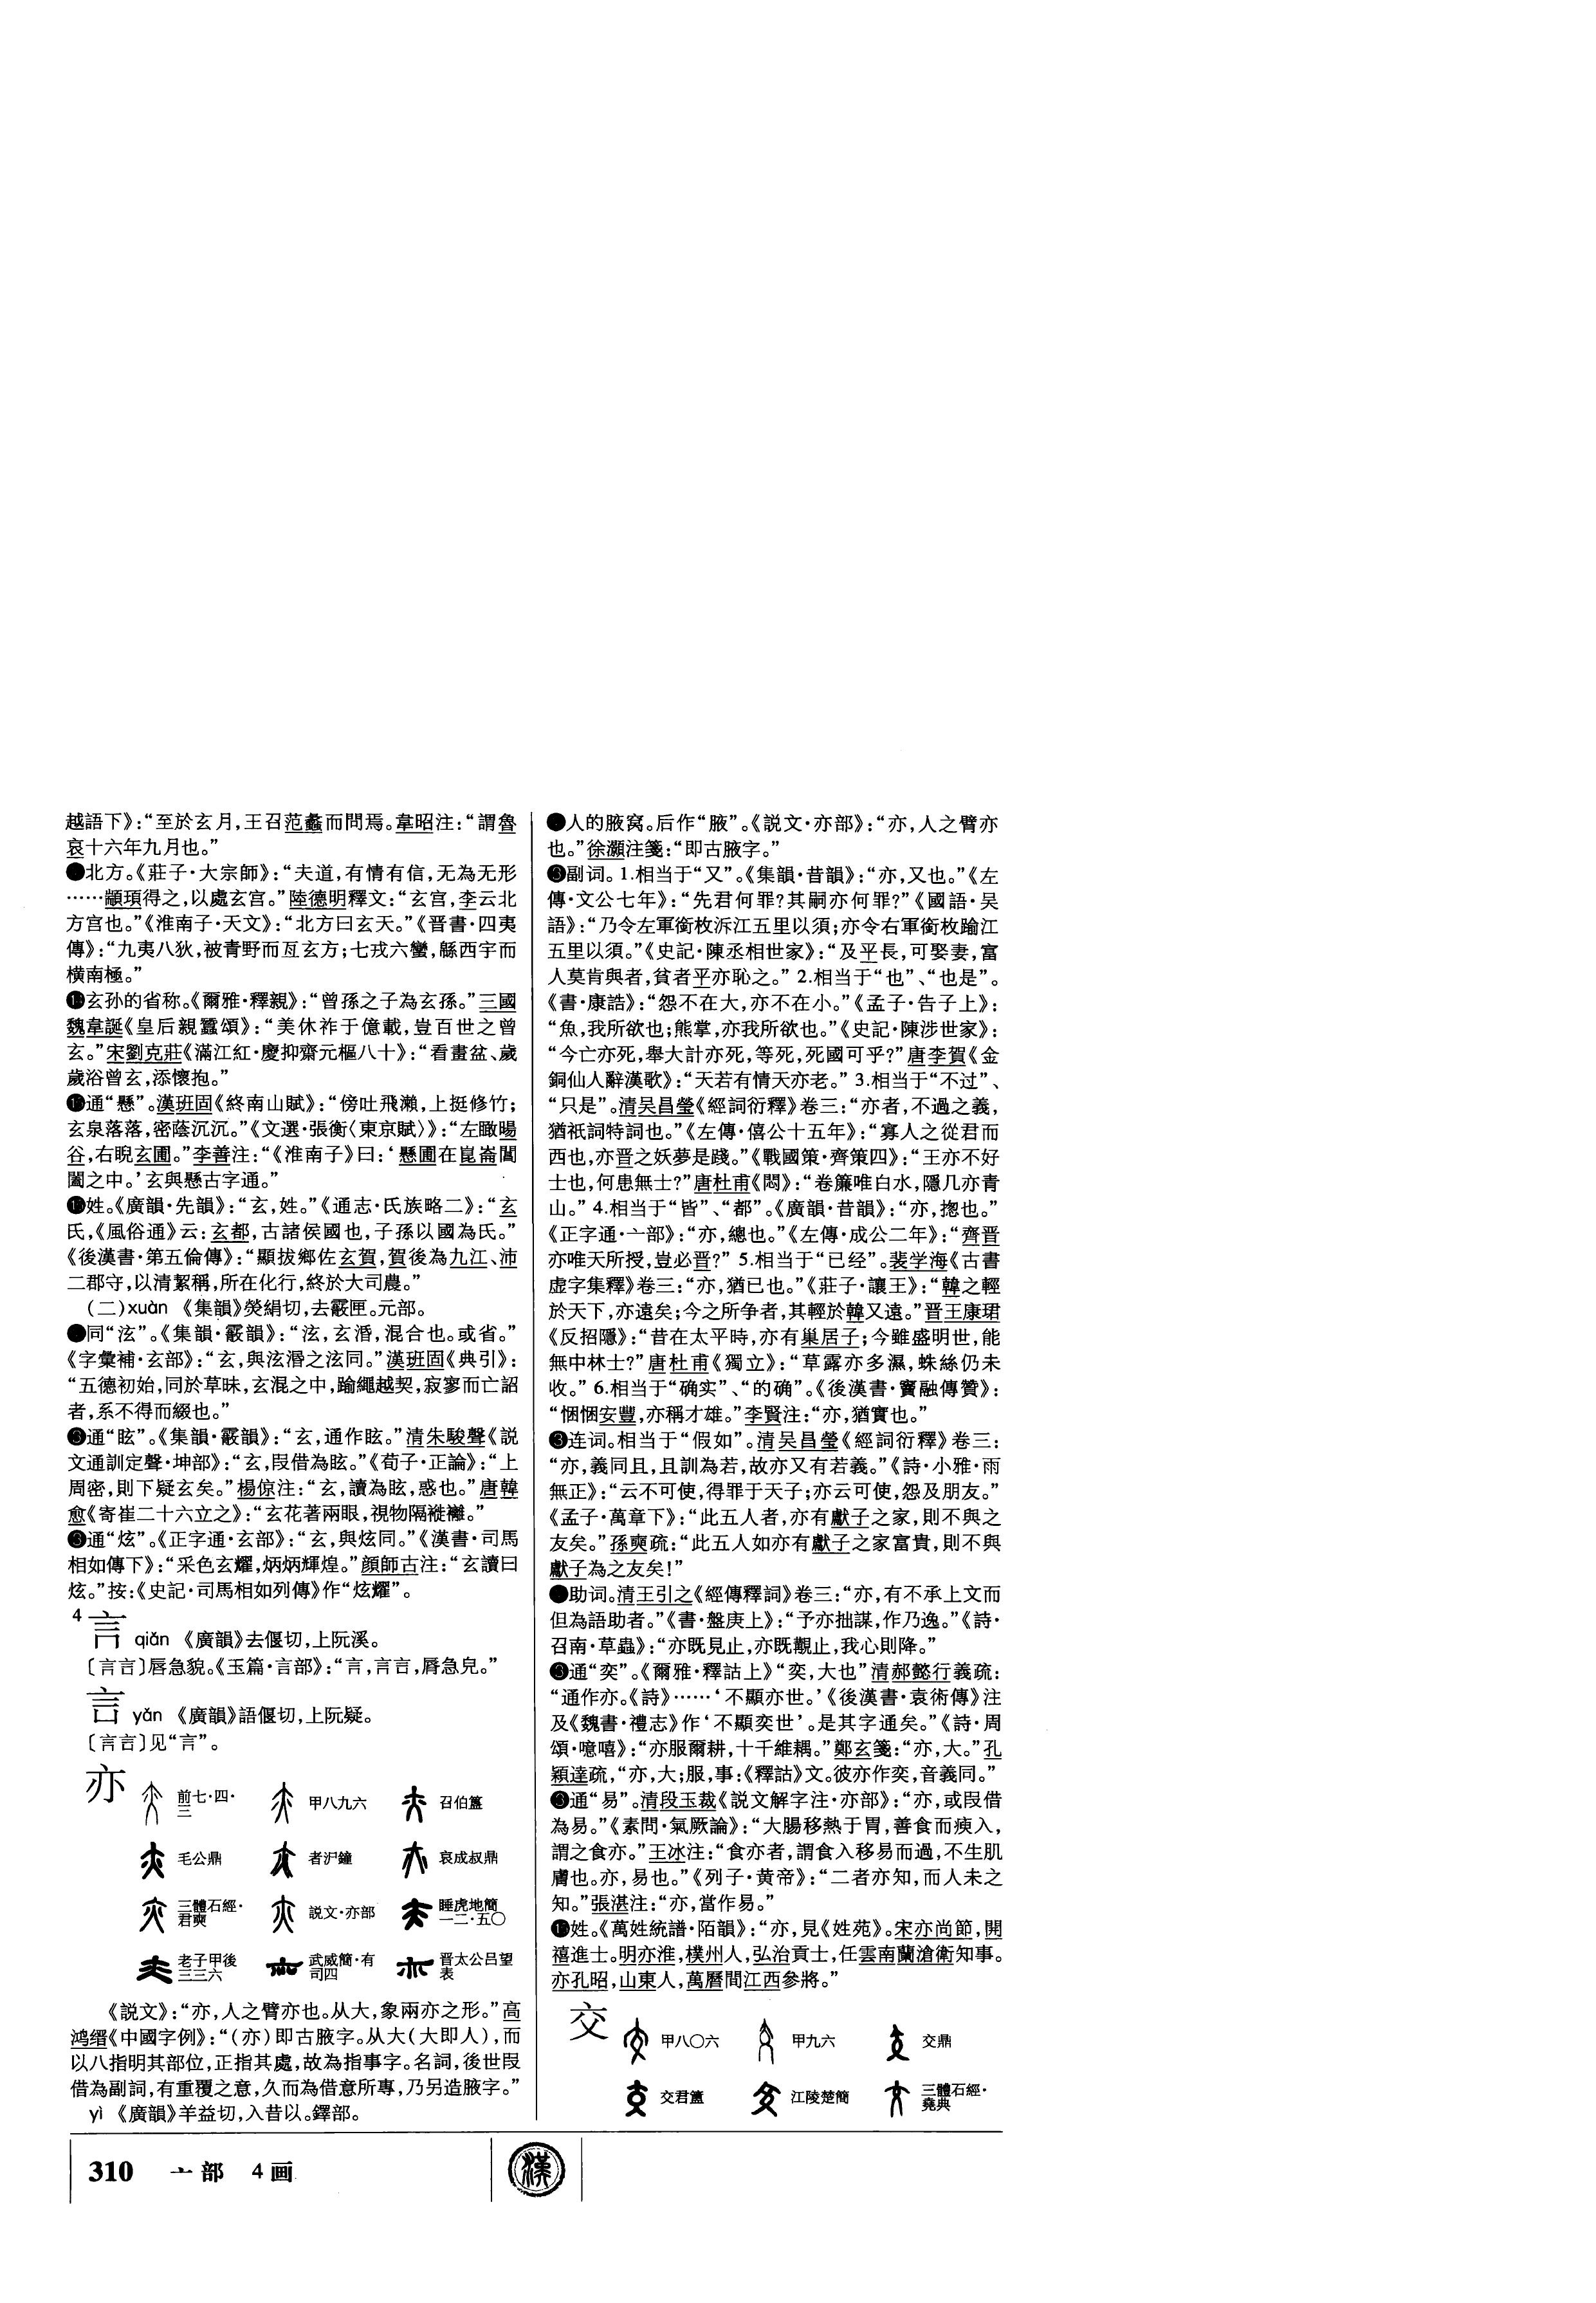 越語下》:“至於玄月,王召范蠡而問焉。韋昭注:“謂魯
哀十六年九月也。”
北方。《莊子·大宗師》:“夫道,有情有信,无為无形
……顓頊得之,以處玄宫。”陸德明釋文:“玄宫,李云北
方宫也。”《淮南子·天文》:“北方曰玄天。”《晋書·四夷
傳》:“九夷八狄,被青野而亙玄方;七戎六蠻,緜西宇而
横南極。”
玄孙的省称。《爾雅·釋親》:“曾孫之子為玄孫。”三國
魏韋誕《皇后親蠶頌》:“美休祚于億載,豈百世之曾
玄。”宋劉克莊《滿江紅·慶抑齋元樞八十》:“看畫盆、歲
歲浴曾玄,添懷抱。”
通“懸”。漢班固《終南山賦》:“傍吐飛瀨,上挺修竹;
玄泉落落,密蔭沉沉。”《文選·張衡〈東京賦〉》:“左瞰暘
谷,右睨玄圃。”李善注:“《淮南子》曰:‘懸圃在崑崙閶
闔之中。’玄與懸古字通。”
姓。《廣韻·先韻》:“玄,姓。”《通志·氏族略二》:“玄
氏,《風俗通》云:玄都,古諸侯國也,子孫以國為氏。”
《後漢書·第五倫傳》:“顯拔鄉佐玄賀,賀後為九江、沛
二郡守,以清絜稱,所在化行,終於大司農。”
(二)xuàn 《集韻》熒絹切,去霰匣。元部。
同“泫”。《集韻·霰韻》:“泫,玄湣,混合也。或省。”
《字彙補·玄部》:“玄,與泫湣之泫同。”漢班固《典引》:
“五德初始,同於草昧,玄混之中,踰繩越契,寂寥而亡詔
者,系不得而綴也。”
❸通“眩”。《集韻·霰韻》:“玄,通作眩。”清朱駿聲《説
文通訓定聲·坤部》:“玄,叚借為眩。”《荀子·正論》:“上
周密,則下疑玄矣。”楊倞注:“玄,讀為眩,惑也。”唐韓
愈《寄崔二十六立之》:“玄花著兩眼,視物隔褷䍦。”
❸通“炫”。《正字通·玄部》:“玄,與炫同。”《漢書·司馬
相如傳下》:“采色玄耀,炳炳輝煌。”顔師古注:“玄讀曰
炫。”按:《史記·司馬相如列傳》作“炫耀”。
4 𠱫 qiǎn 《廣韻》去偃切,上阮溪。
〔𠱫𠱫〕唇急貌。《玉篇·言部》:“𠱫,𠱫𠱫,脣急皃。”
yǎn 《廣韻》語偃切,上阮疑。
亦 前七·四·三 甲八九六 召伯簋
毛公鼎 者沪鐘 哀成叔鼎
三體石經·君奭 説文·亦部 睡虎地簡一二·五〇
老子甲後三三六 武威簡·有司四 晋太公吕望表
《説文》:“亦,人之臂亦也。从大,象兩亦之形。”高
鸿缙《中國字例》:“(亦)即古腋字。从大(大即人),而
以八指明其部位,正指其處,故為指事字。名詞,後世叚
借為副詞,有重覆之意,久而為借意所專,乃另造腋字。”
yì 《廣韻》羊益切,入昔以。鐸部。
人的腋窝。后作“腋”。《説文·亦部》:“亦,人之臂亦
也。”徐灝注箋:“即古腋字。”
❸副词。1.相当于“又”。《集韻·昔韻》:“亦,又也。”《左
傳·文公七年》:“先君何罪?其嗣亦何罪?”《國語·吴
語》:“乃令左軍銜枚泝江五里以須;亦令右軍銜枚踰江
五里以須。”《史記·陳丞相世家》:“及平長,可娶妻,富
人莫肯與者,貧者平亦恥之。” 2.相当于“也”、“也是”。
《書·康誥》:“怨不在大,亦不在小。”《孟子·告子上》:
“魚,我所欲也;熊掌,亦我所欲也。”《史記·陳涉世家》:
“今亡亦死,舉大計亦死,等死,死國可乎?”唐李賀《金
銅仙人辭漢歌》:“天若有情天亦老。” 3.相当于“不过”、
“只是”。清吴昌瑩《經詞衍釋》卷三:“亦者,不過之義,
猶祇詞特詞也。”《左傳·僖公十五年》:“寡人之從君而
西也,亦晋之妖夢是踐。”《戰國策·齊策四》:“王亦不好
士也,何患無士?”唐杜甫《悶》:“卷簾唯白水,隱几亦青
山。” 4.相当于“皆”、“都”。《廣韻·昔韻》:“亦,揔也。”
《正字通·亠部》:“亦,總也。”《左傳·成公二年》:“齊晋
亦唯天所授,豈必晋?” 5.相当于“已经”。裴学海《古書
虚字集釋》卷三:“亦,猶已也。”《莊子·讓王》:“韓之輕
於天下,亦遠矣;今之所争者,其輕於韓又遠。”晋王康琚
《反招隱》:“昔在太平時,亦有巢居子;今雖盛明世,能
無中林士?”唐杜甫《獨立》:“草露亦多濕,蛛絲仍未
收。” 6.相当于“确实”、“的确”。《後漢書·竇融傳贊》:
“悃悃安豐,亦稱才雄。”李賢注:“亦,猶實也。”
❸连词。相当于“假如”。清吴昌瑩《經詞衍釋》卷三:
“亦,義同且,且訓為若,故亦又有若義。”《詩·小雅·雨
無正》:“云不可使,得罪于天子;亦云可使,怨及朋友。”
《孟子·萬章下》:“此五人者,亦有獻子之家,則不與之
友矣。”孫奭疏:“此五人如亦有獻子之家富貴,則不與
獻子為之友矣!”
助词。清王引之《經傳釋詞》卷三:“亦,有不承上文而
但為語助者。”《書·盤庚上》:“予亦拙謀,作乃逸。”《詩·
召南·草蟲》:“亦既見止,亦既觀止,我心則降。”
❸通“奕”。《爾雅·釋詁上》“奕,大也”清郝懿行義疏:
“通作亦。《詩》……‘不顯亦世。’《後漢書·袁術傳》注
及《魏書·禮志》作‘不顯奕世’。是其字通矣。”《詩·周
頌·噫嘻》:“亦服爾耕,十千維耦。”鄭玄箋:“亦,大。”孔
穎達疏,“亦,大;服,事:《釋詁》文。彼亦作奕,音義同。”
❸通“易”。清段玉裁《説文解字注·亦部》:“亦,或叚借
為易。”《素問·氣厥論》:“大腸移熱于胃,善食而瘐入,
謂之食亦。”王冰注:“食亦者,謂食入移易而過,不生肌
膚也。亦,易也。”《列子·黄帝》:“二者亦知,而人未之
知。”張湛注:“亦,當作易。”
姓。《萬姓統譜·陌韻》:“亦,見《姓苑》。宋亦尚節,開
禧進士。明亦淮,樸州人,弘治貢士,任雲南蘭滄衛知事。
亦孔昭,山東人,萬曆間江西參將。”
交 甲八〇六 甲九六 交鼎
交君簠 江陵楚簡 三體石經·堯典
310 亠部 4画
漢